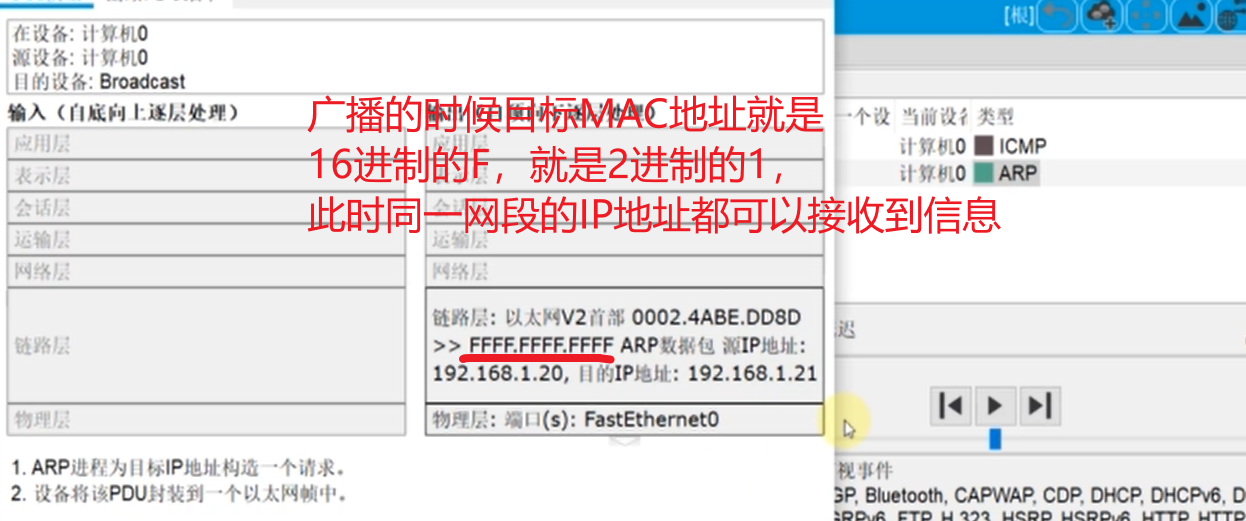 [根]
在设备: 计算机0
源设备: 计算机0
目的设备: Broadcast
输入（自底向上逐层处理）
应用层
表示层
会话层
运输层
网络层
链路层
物理层
广播的时候目标MAC地址就是
16进制的F，就是2进制的1，
此时同一网段的IP地址都可以接收到信息
运输层
网络层
链路层: 以太网V2首部 0002.4ABE.DD8D
>> FFFF.FFFF.FFFF ARP数据包 源IP地址:
192.168.1.20, 目的IP地址: 192.168.1.21
物理层: 端口(s): FastEthernet0
1. ARP进程为目标IP地址构造一个请求。
2. 设备将该PDU封装到一个以太网帧中。
一个设 当前设备 类型
计算机0 ICMP
计算机0 ARP
迟
视事件
GP, Bluetooth, CAPWAP, CDP, DHCP, DHCPv6, D
GRPv6, FTP, H.323, HSRP, HSRPv6, HTTP, HTTP